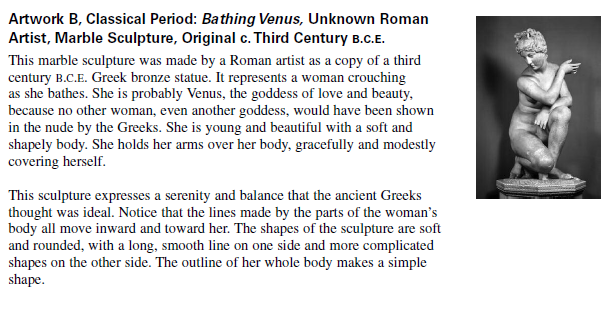 Artwork B, Classical Period: Bathing Venus, Unknown Roman
Artist, Marble Sculpture, Original c. Third Century B.C.E.
This marble sculpture was made by a Roman artist as a copy of a third
century B.C.E. Greek bronze statue. It represents a woman crouching
as she bathes. She is probably Venus, the goddess of love and beauty,
because no other woman, even another goddess, would have been shown
in the nude by the Greeks. She is young and beautiful with a soft and
shapely body. She holds her arms over her body, gracefully and modestly
covering herself.
This sculpture expresses a serenity and balance that the ancient Greeks
thought was ideal. Notice that the lines made by the parts of the woman's
body all move inward and toward her. The shapes of the sculpture are soft
and rounded, with a long, smooth line on one side and more complicated
shapes on the other side. The outline of her whole body makes a simple
shape.